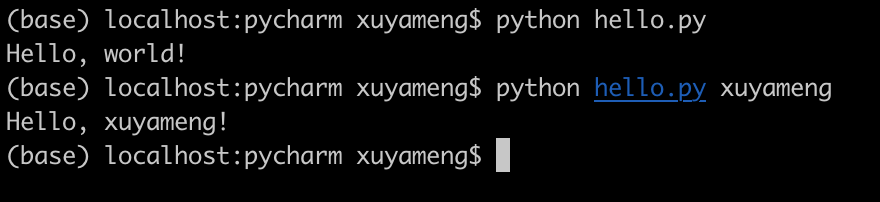 (base) localhost:pycharm xuyameng$ python hello.py
Hello, world!
(base) localhost:pycharm xuyameng$ python hello.py xuyameng
Hello, xuyameng!
(base) localhost:pycharm xuyameng$